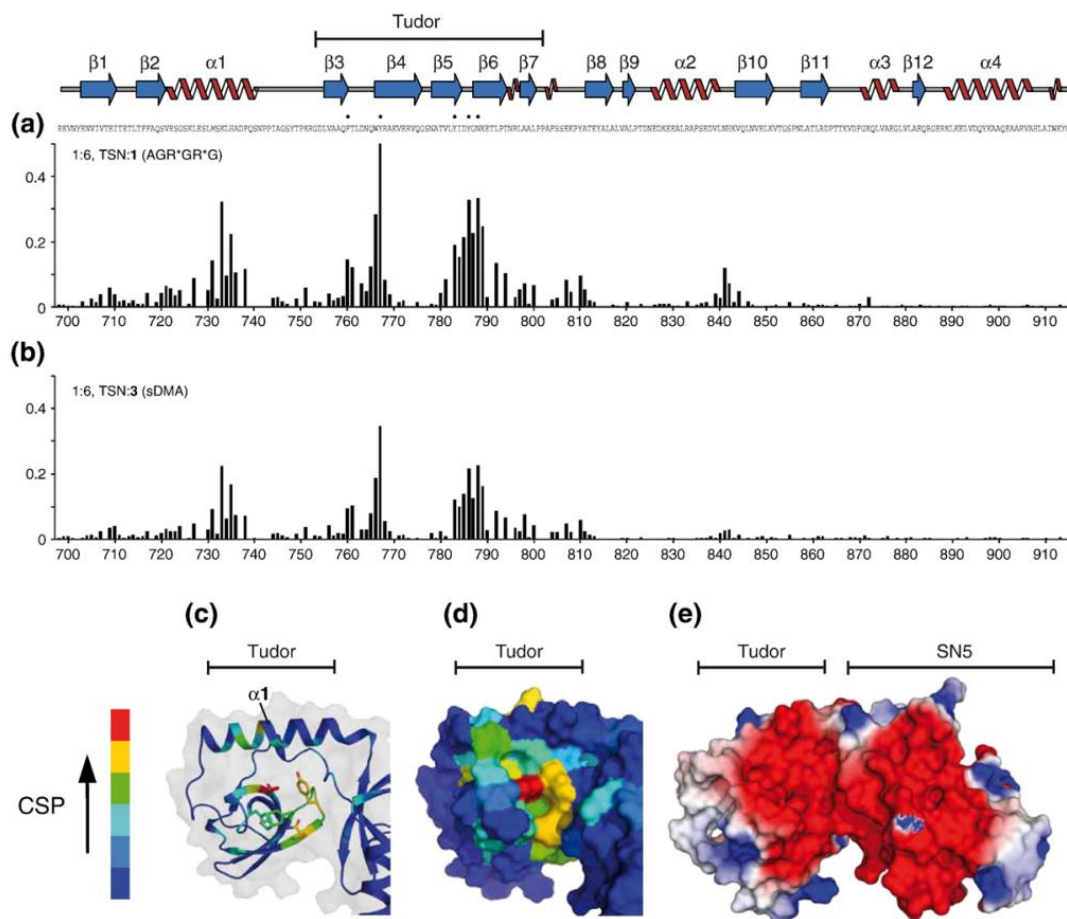 Tudor
β1 β2 α1 β3 β4 β5 β6 β7 β8 β9 α2 β10 β11 α3 β12 α4
(a)
RKVNYENVIVTEITETLTFFAQSVESGSKLESLMSKLHADFQSNPPIAGSYTPKRGDLVAAQFTLDNQWYRAKVERVQGSNATVLYIDYGNKETLPTNRLAALPPAFSSEKPYATEYALALVALPTDNEDKEEALRAFSEDVLNHKVQLNVELKVTGSPNLATLRDPTTKVDFGKQLVAEGLVLAEQRGERKLKELVDQYKAAQEAARVAHLAIWKY
1:6, TSN:1 (AGR*GR*G)
0.4
0.2
0
700 710 720 730 740 750 760 770 780 790 800 810 820 830 840 850 860 870 880 890 900 910
(b)
1:6, TSN:3 (sDMA)
0.4
0.2
0
700 710 720 730 740 750 760 770 780 790 800 810 820 830 840 850 860 870 880 890 900 910
(c) (d) (e)
Tudor Tudor Tudor SN5
α1
CSP